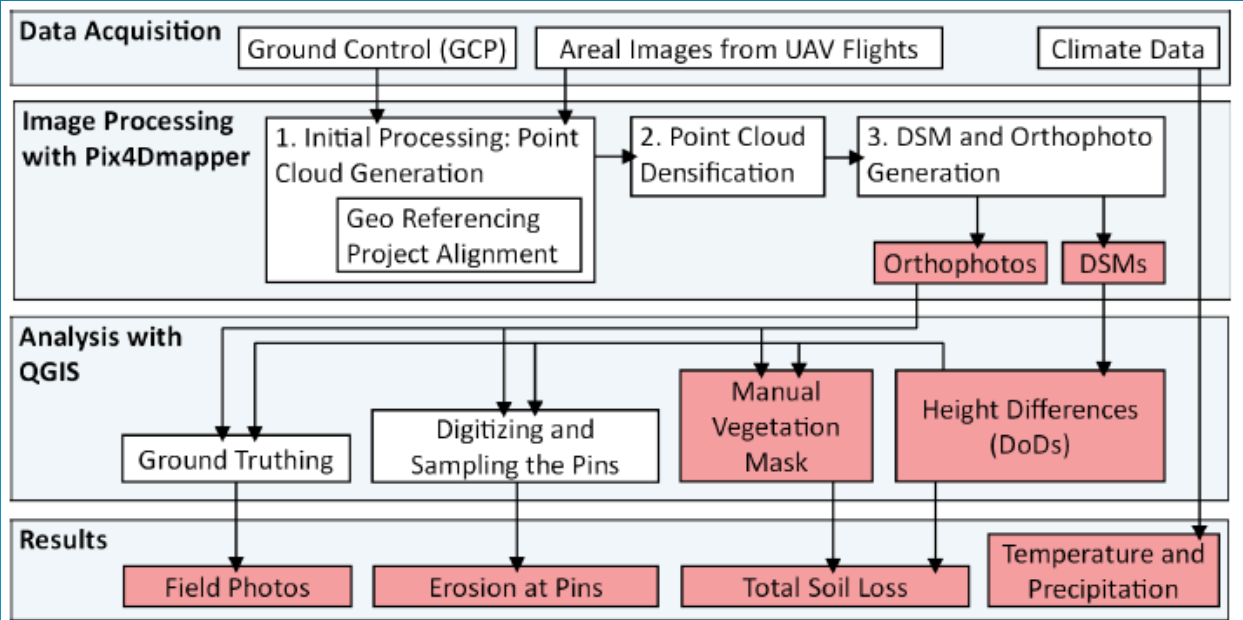 Data Acquisition
Ground Control (GCP)
Areal Images from UAV Flights
Climate Data
Image Processing
with Pix4Dmapper
1. Initial Processing: Point
Cloud Generation
Geo Referencing
Project Alignment
2. Point Cloud
Densification
3. DSM and Orthophoto
Generation
Orthophotos
DSMs
Analysis with
QGIS
Ground Truthing
Digitizing and
Sampling the Pins
Manual
Vegetation
Mask
Height Differences
(DoDs)
Results
Field Photos
Erosion at Pins
Total Soil Loss
Temperature and
Precipitation